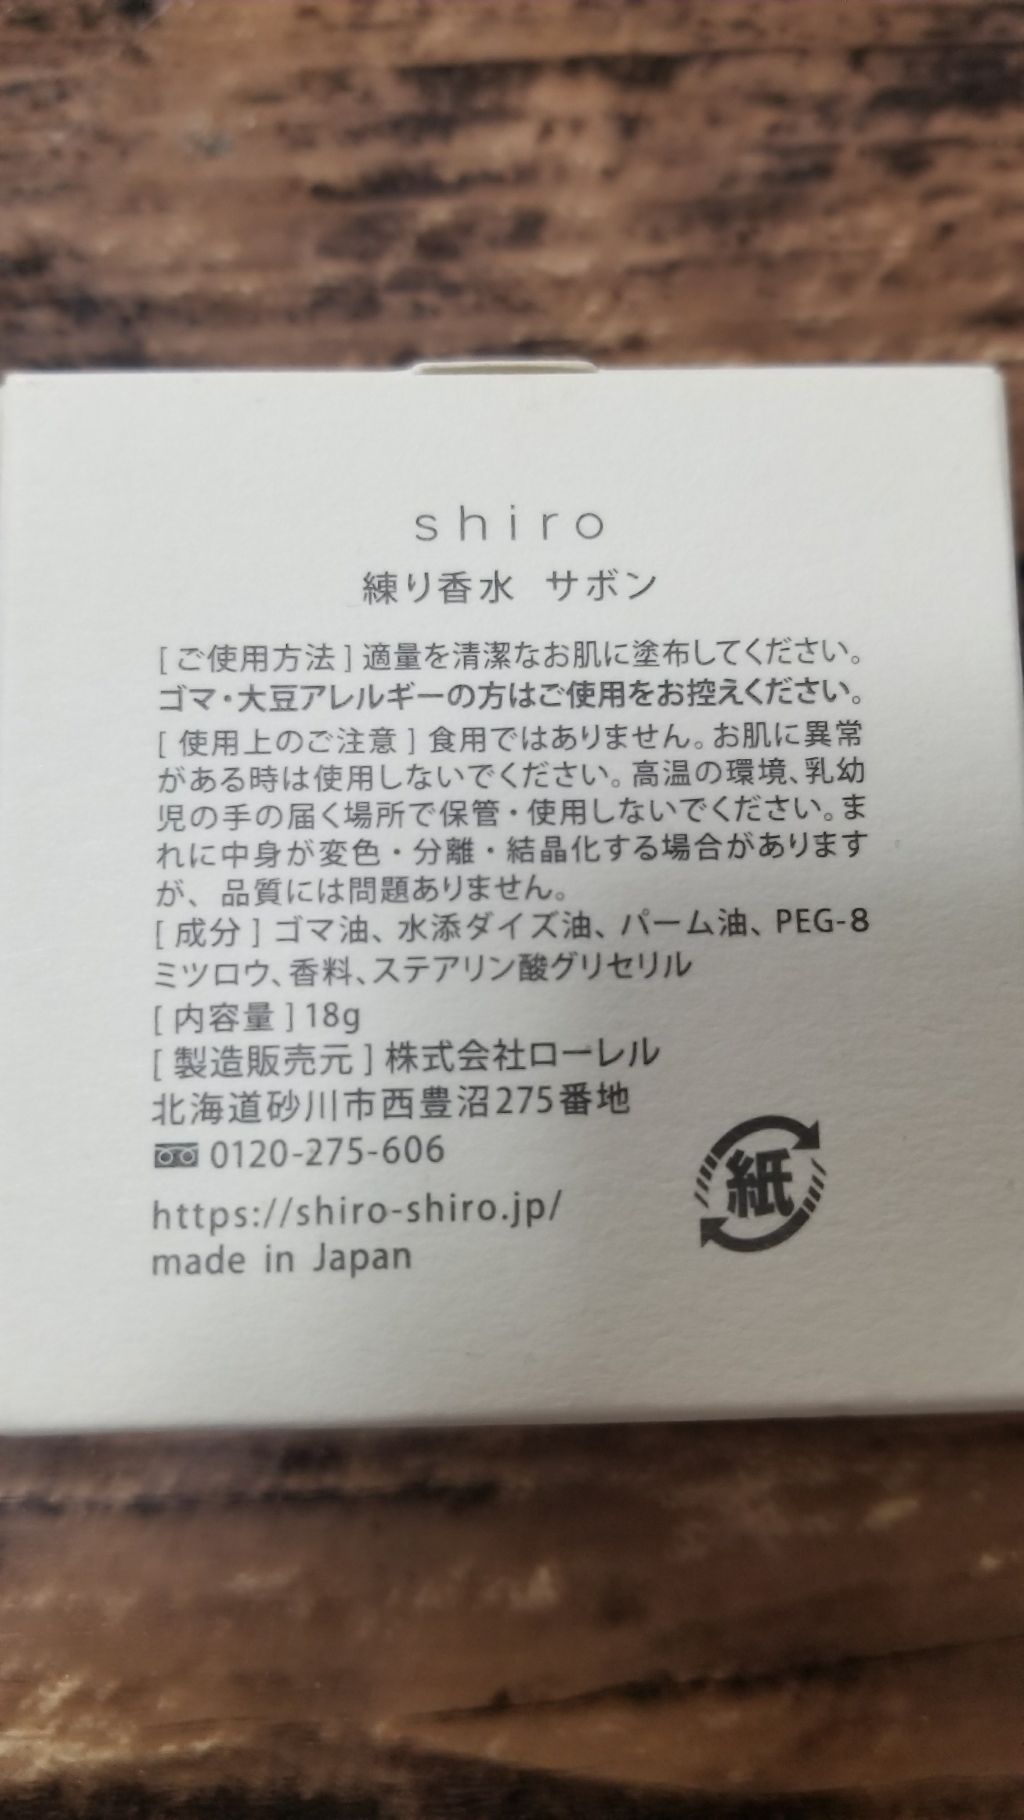 shiro
練り香水 サボン
[ ご使用方法 ] 適量を清潔なお肌に塗布してください。
ゴマ・大豆アレルギーの方はご使用をお控えください。
[ 使用上のご注意 ] 食用ではありません。お肌に異常
がある時は使用しないでください。高温の環境、乳幼
児の手の届く場所で保管・使用しないでください。ま
れに中身が変色・分離・結晶化する場合があります
が、品質には問題ありません。
[ 成分 ] ゴマ油、水添ダイズ油、パーム油、PEG-8
ミツロウ、香料、ステアリン酸グリセリル
[ 内容量 ] 18g
[ 製造販売元 ] 株式会社ローレル
北海道砂川市西豊沼275番地
0120-275-606
紙
https://shiro-shiro.jp/
made in Japan